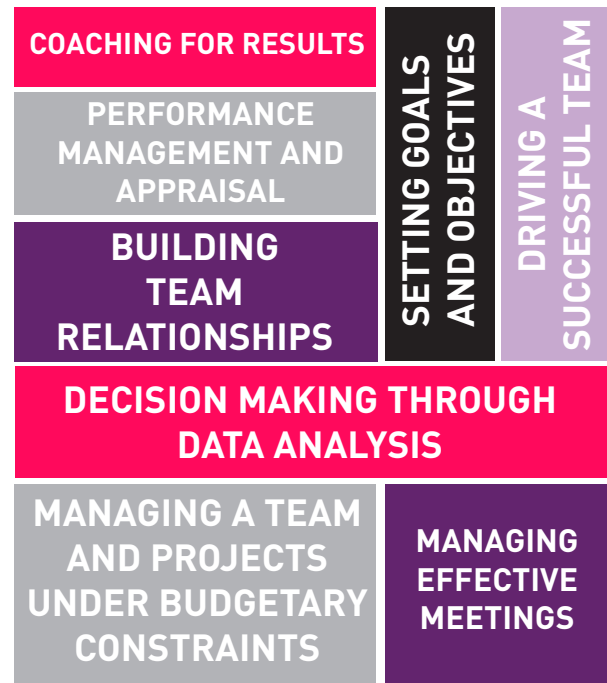 COACHING FOR RESULTS
PERFORMANCE
MANAGEMENT AND
APPRAISAL
BUILDING
TEAM
RELATIONSHIPS
SETTING GOALS
AND OBJECTIVES
DRIVING A
SUCCESSFUL TEAM
DECISION MAKING THROUGH
DATA ANALYSIS
MANAGING A TEAM
AND PROJECTS
UNDER BUDGETARY
CONSTRAINTS
MANAGING
EFFECTIVE
MEETINGS